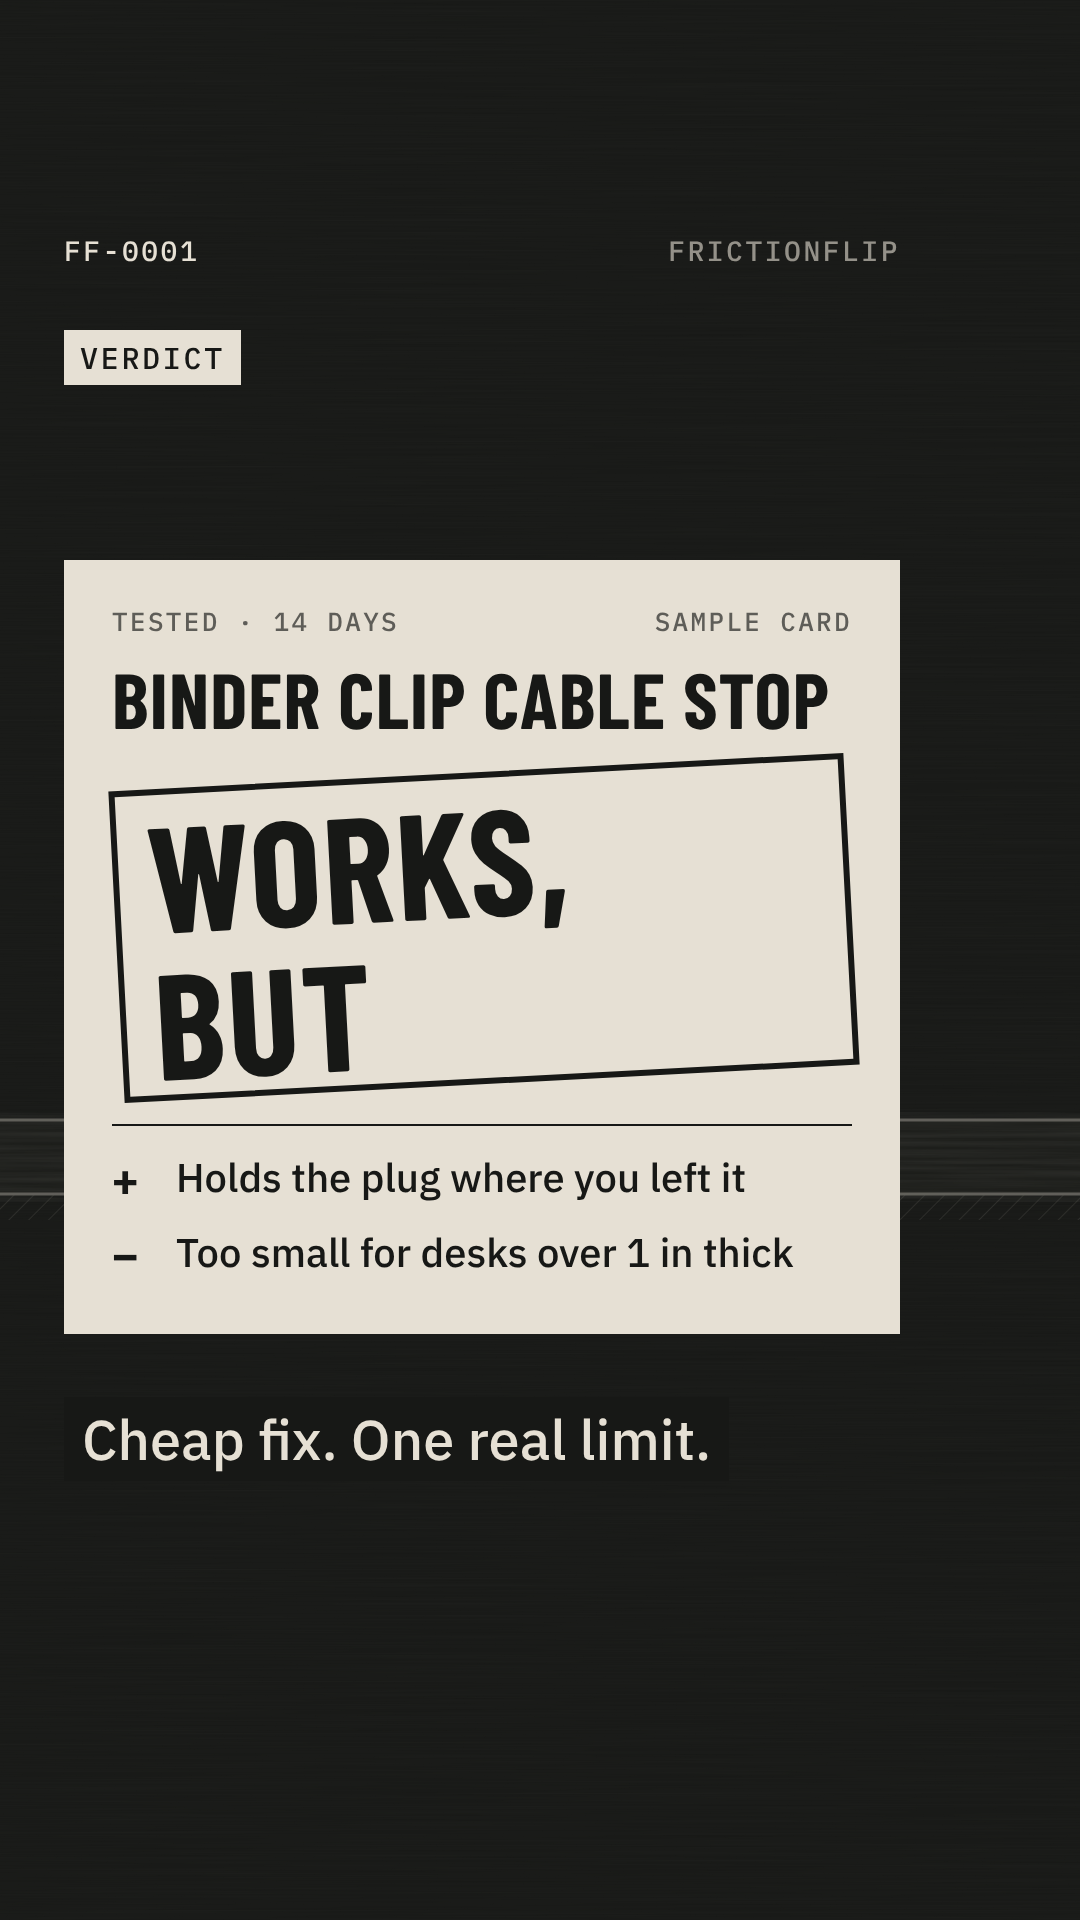 FF-0001
FRICTIONFLIP
VERDICT
TESTED · 14 DAYS
SAMPLE CARD
BINDER CLIP CABLE STOP
WORKS,
BUT
+ Holds the plug where you left it
– Too small for desks over 1 in thick
Cheap fix. One real limit.